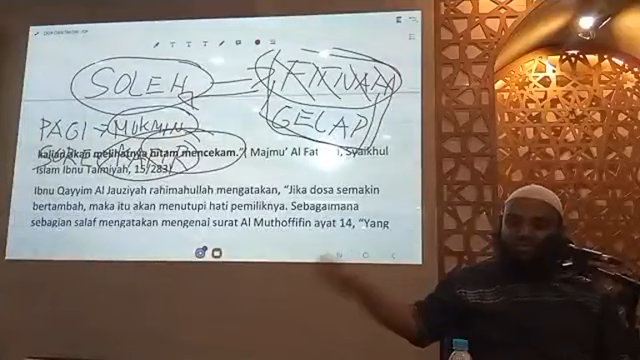 SOLEH
FITNAH
PAGI → MUKMIN
GELAP
kalian akan melihatnya hitam mencekam." ( Majmu' Al Fat Syaikhul
Islam Ibnu Taimiyah, 15/283)
Ibnu Qayyim Al Jauziyah rahimahullah mengatakan, "Jika dosa semakin
bertambah, maka itu akan menutupi hati pemiliknya. Sebagaimana
sebagian salaf mengatakan mengenai surat Al Muthoffifin ayat 14, "Yang